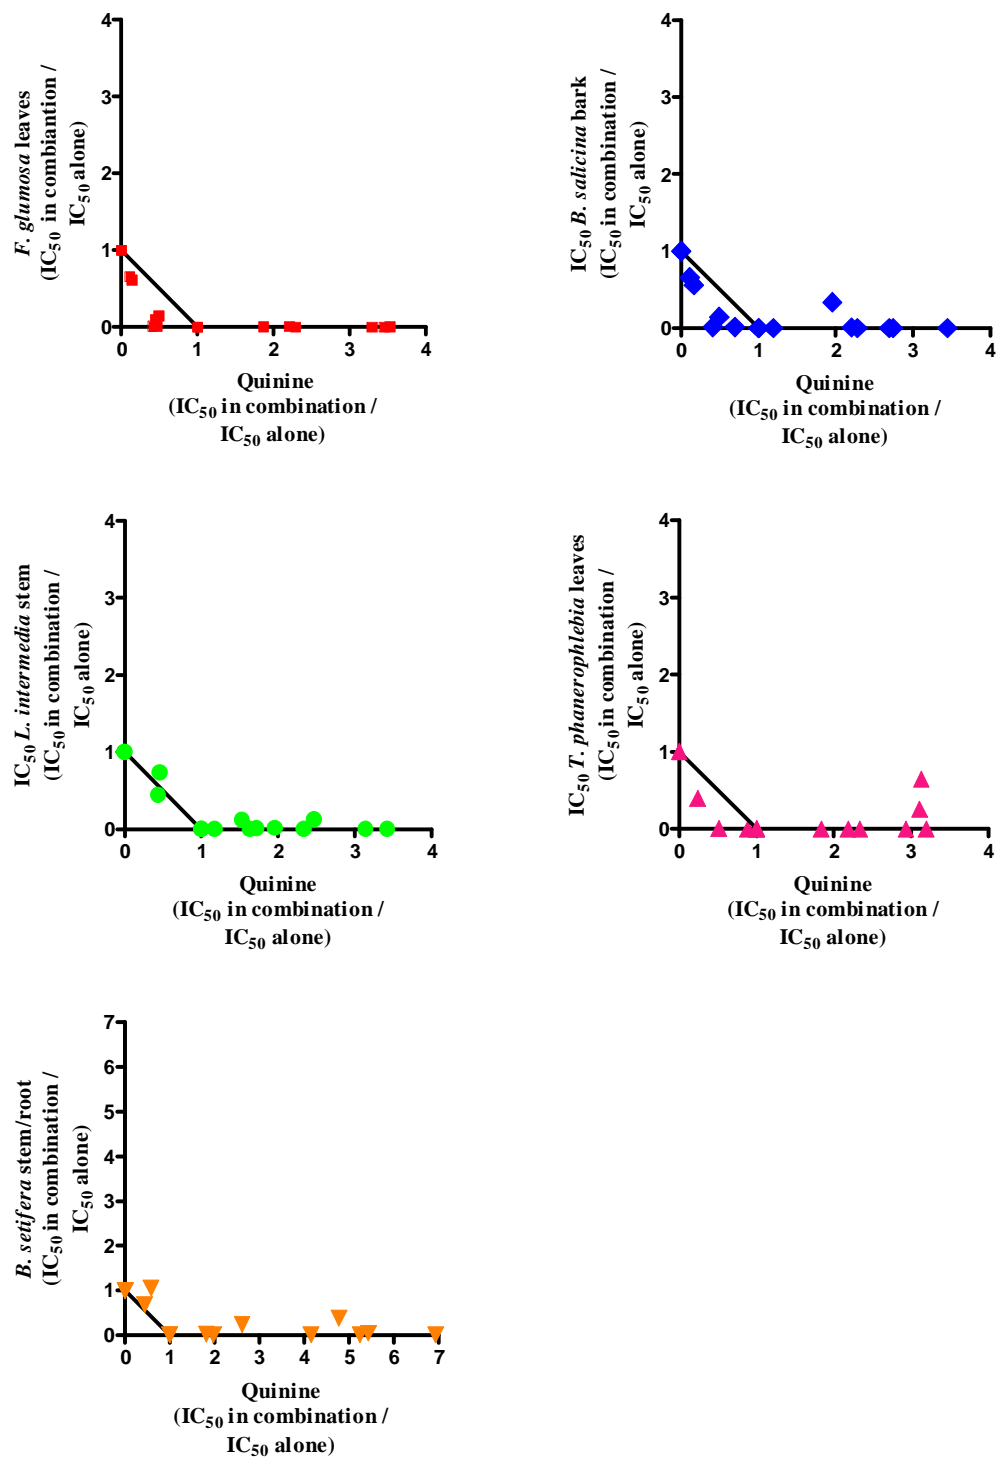 F. glumosa leaves
(IC50 in combiantion /
IC50 alone)
4
3
2
1
0
0 1 2 3 4
Quinine
(IC50 in combination /
IC50 alone)
IC50 B. salicina bark
(IC50 in combination /
IC50 alone)
4
3
2
1
0
0 1 2 3 4
Quinine
(IC50 in combination /
IC50 alone)
IC50 L. intermedia stem
(IC50 in combination /
IC50 alone)
4
3
2
1
0
0 1 2 3 4
Quinine
(IC50 in combination /
IC50 alone)
IC50 T. phanerophlebia leaves
(IC50 in combination /
IC50 alone)
4
3
2
1
0
0 1 2 3 4
Quinine
(IC50 in combination /
IC50 alone)
B. setifera stem/root
(IC50 in combination /
IC50 alone)
7
6
5
4
3
2
1
0
0 1 2 3 4 5 6 7
Quinine
(IC50 in combination /
IC50 alone)